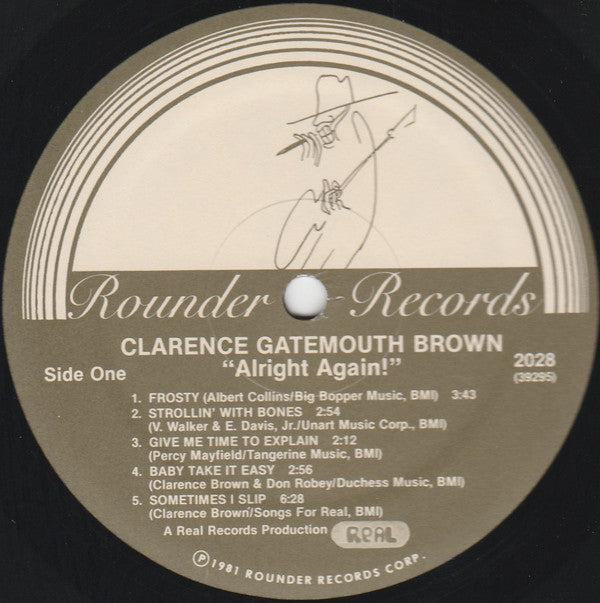 Rounder Records
CLARENCE GATEMOUTH BROWN
Side One
"Alright Again!"
2028
(39295)
1. FROSTY (Albert Collins/Big Bopper Music, BMI) 3:43
2. STROLLIN' WITH BONES 2:54
(V. Walker & E. Davis, Jr./Unart Music Corp., BMI)
3. GIVE ME TIME TO EXPLAIN 2:12
(Percy Mayfield/Tangerine Music, BMI)
4. BABY TAKE IT EASY 2:56
(Clarence Brown & Don Robey/Duchess Music, BMI)
5. SOMETIMES I SLIP 6:28
(Clarence Brown/Songs For Real, BMI)
A Real Records Production REAL
℗1981 ROUNDER RECORDS CORP.